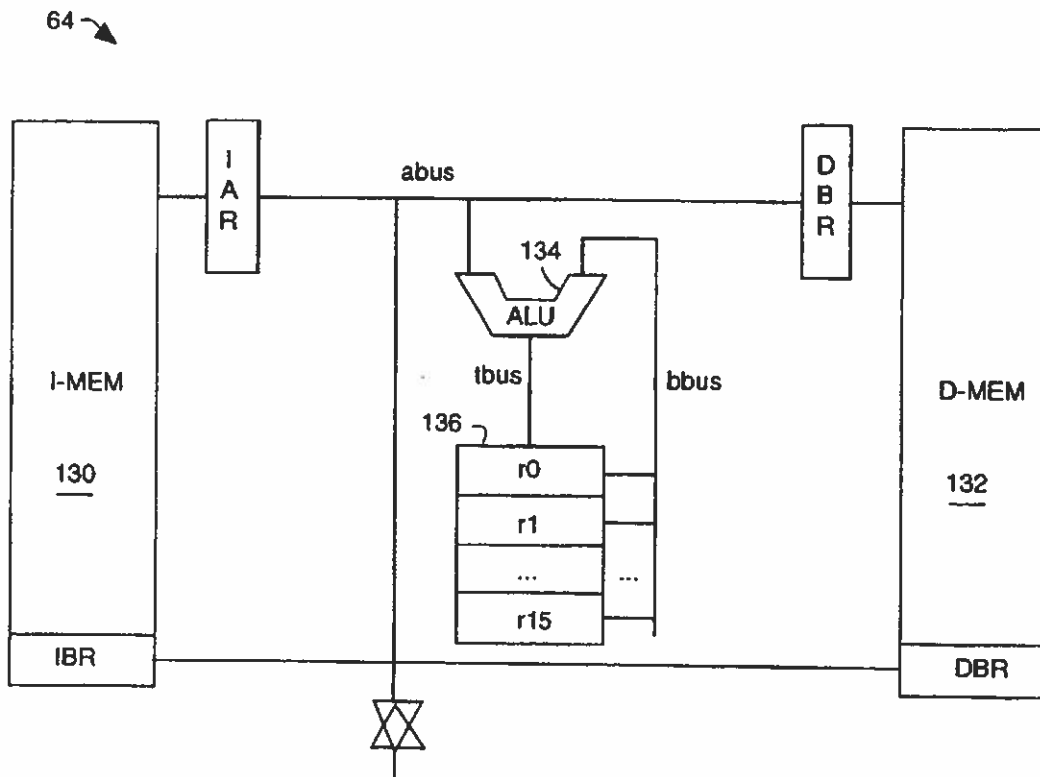 64
I
A
R
abus
D
B
R
134
ALU
I-MEM
tbus
bbus
D-MEM
136
130
r0
132
r1
... ...
r15
IBR
DBR